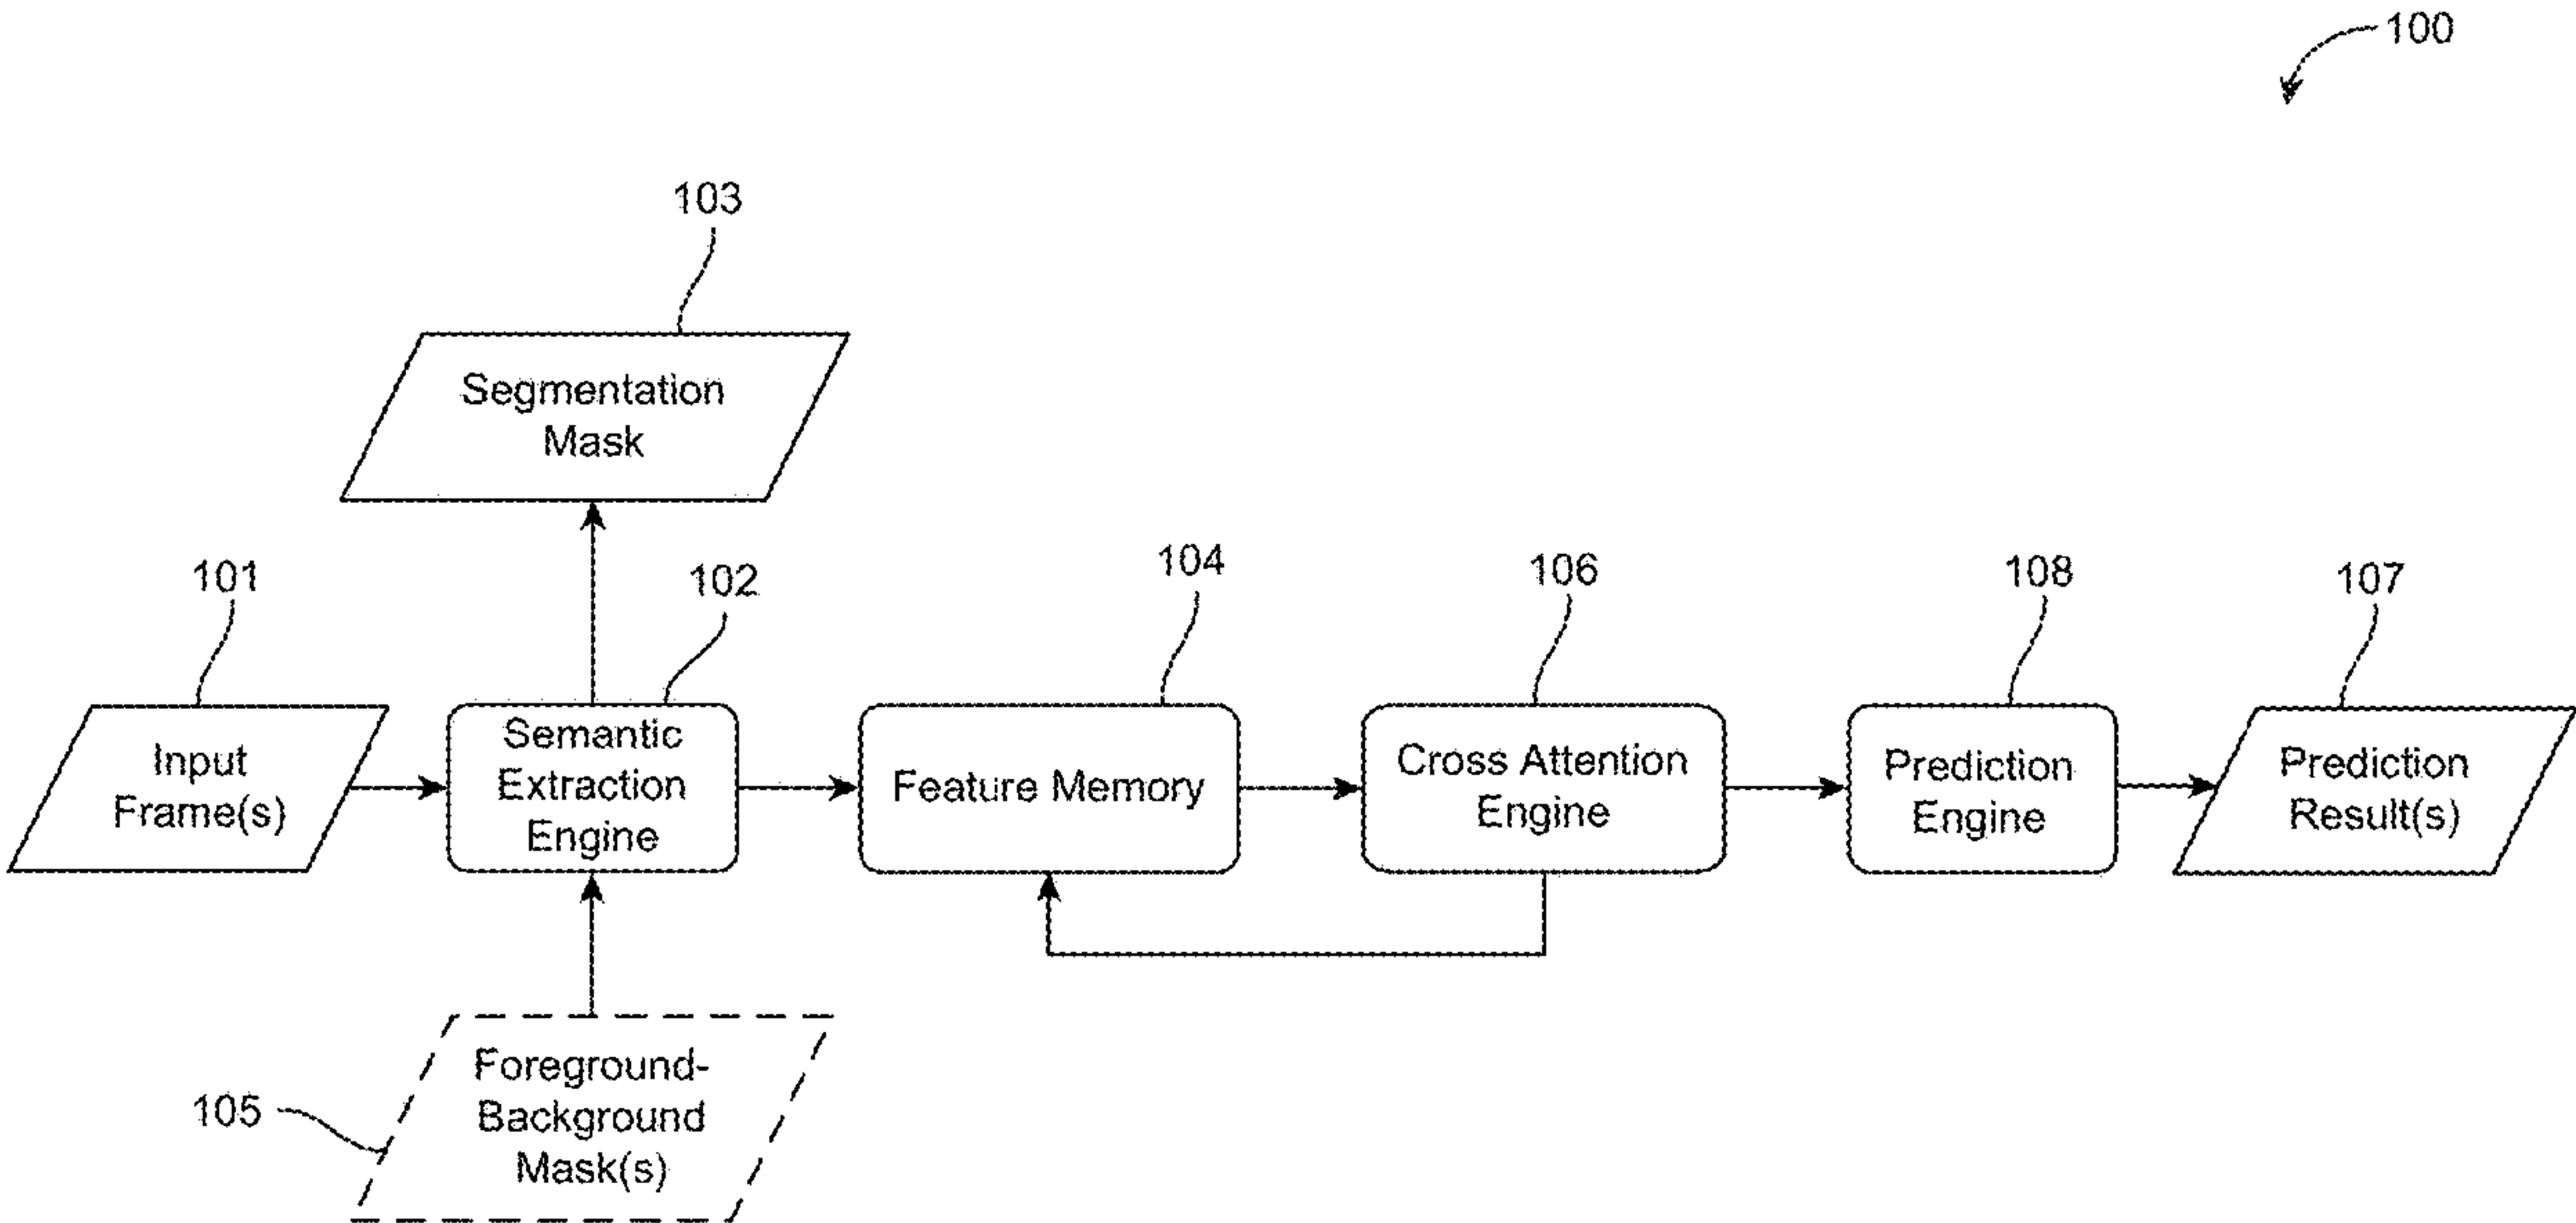 100
103
Segmentation
Mask
101
102
104
106
108
107
Input
Frame(s)
Semantic
Extraction
Engine
Feature Memory
Cross Attention
Engine
Prediction
Engine
Prediction
Result(s)
105
Foreground-
Background
Mask(s)